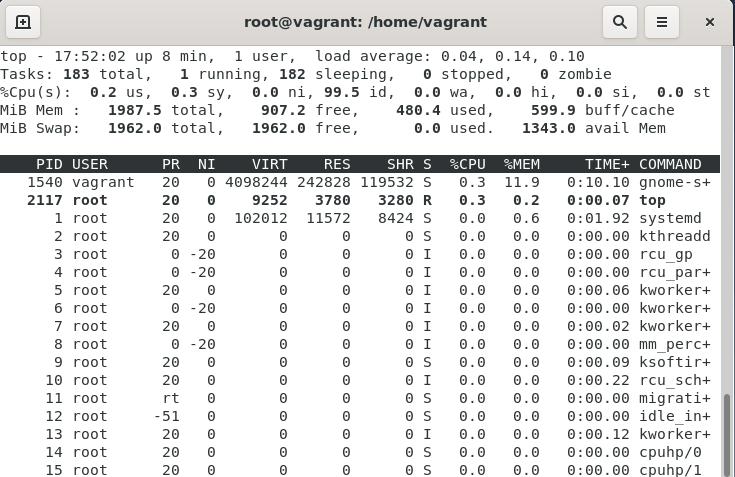 root@vagrant: /home/vagrant
top - 17:52:02 up 8 min,  1 user,  load average: 0.04, 0.14, 0.10
Tasks: 183 total,   1 running, 182 sleeping,   0 stopped,   0 zombie
%Cpu(s):  0.2 us,  0.3 sy,  0.0 ni, 99.5 id,  0.0 wa,  0.0 hi,  0.0 si,  0.0 st
MiB Mem :   1987.5 total,    907.2 free,    480.4 used,    599.9 buff/cache
MiB Swap:   1962.0 total,   1962.0 free,      0.0 used.   1343.0 avail Mem
    PID USER      PR  NI    VIRT    RES    SHR S  %CPU  %MEM     TIME+ COMMAND
   1540 vagrant   20   0 4098244 242828 119532 S   0.3  11.9   0:10.10 gnome-s+
   2117 root      20   0    9252   3780   3280 R   0.3   0.2   0:00.07 top
      1 root      20   0  102012  11572   8424 S   0.0   0.6   0:01.92 systemd
      2 root      20   0       0      0      0 S   0.0   0.0   0:00.00 kthreadd
      3 root       0 -20       0      0      0 I   0.0   0.0   0:00.00 rcu_gp
      4 root       0 -20       0      0      0 I   0.0   0.0   0:00.00 rcu_par+
      5 root      20   0       0      0      0 I   0.0   0.0   0:00.06 kworker+
      6 root       0 -20       0      0      0 I   0.0   0.0   0:00.00 kworker+
      7 root      20   0       0      0      0 I   0.0   0.0   0:00.02 kworker+
      8 root       0 -20       0      0      0 I   0.0   0.0   0:00.00 mm_perc+
      9 root      20   0       0      0      0 S   0.0   0.0   0:00.09 ksoftir+
     10 root      20   0       0      0      0 I   0.0   0.0   0:00.22 rcu_sch+
     11 root      rt   0       0      0      0 S   0.0   0.0   0:00.00 migrati+
     12 root     -51   0       0      0      0 S   0.0   0.0   0:00.00 idle_in+
     13 root      20   0       0      0      0 I   0.0   0.0   0:00.12 kworker+
     14 root      20   0       0      0      0 S   0.0   0.0   0:00.00 cpuhp/0
     15 root      20   0       0      0      0 S   0.0   0.0   0:00.00 cpuhp/1